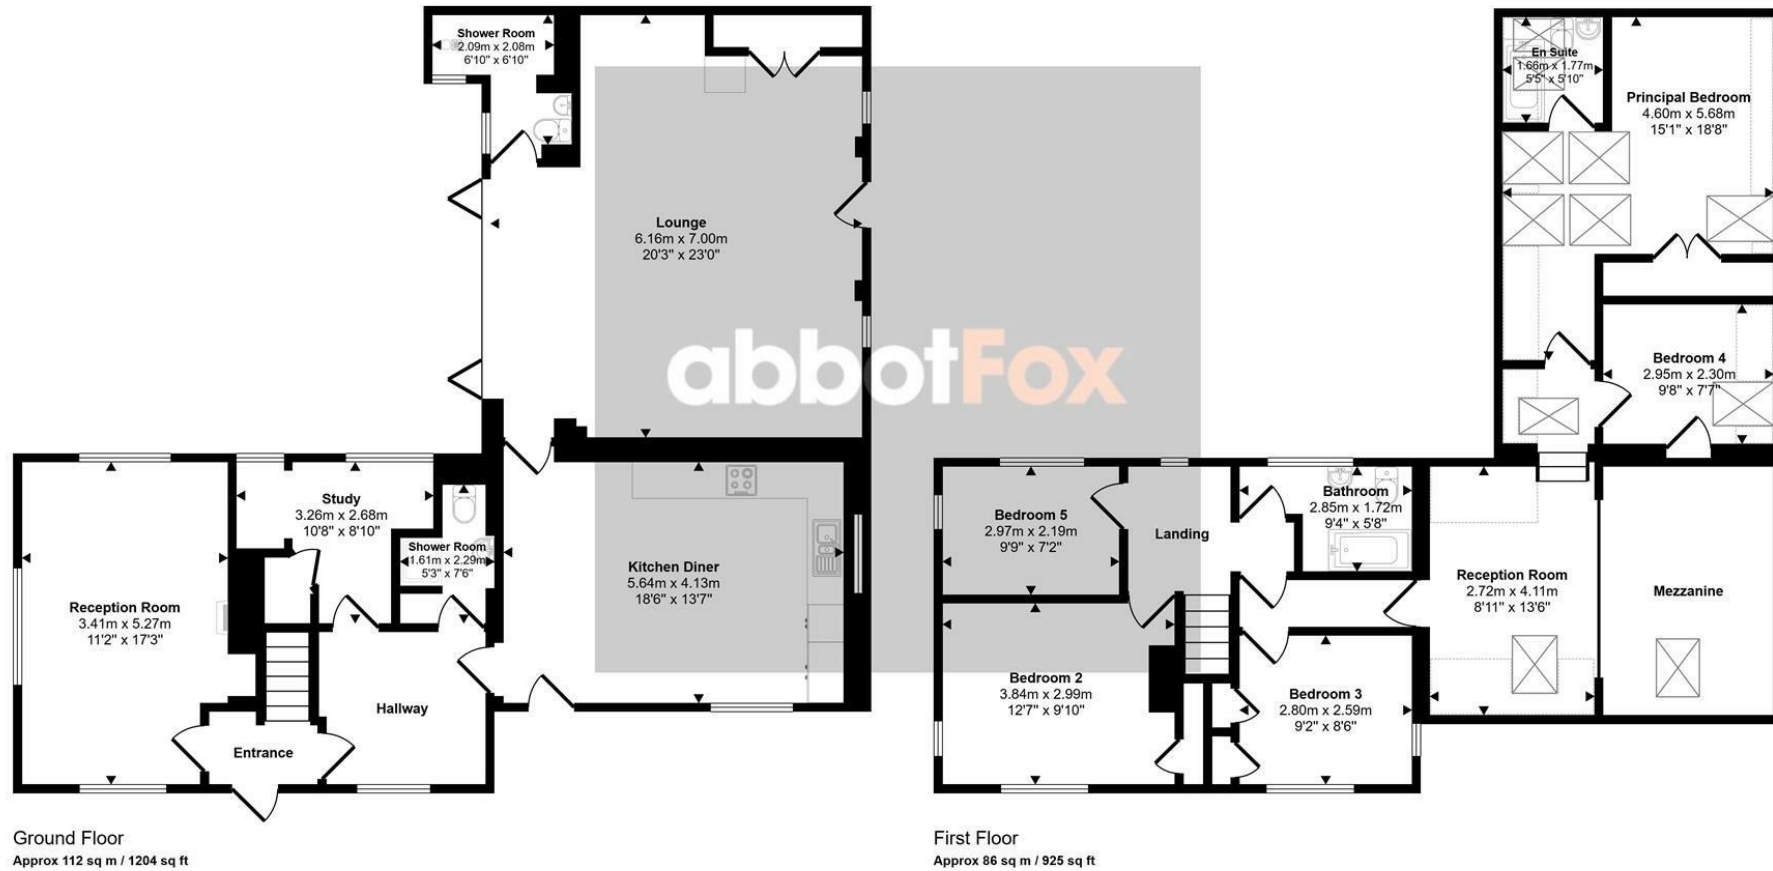 Shower Room
2.09m x 2.08m
6'10" x 6'10"
Lounge
6.16m x 7.00m
20'3" x 23'0"
Study
3.26m x 2.68m
10'8" x 8'10"
Shower Room
1.61m x 2.29m
5'3" x 7'6"
Reception Room
3.41m x 5.27m
11'2" x 17'3"
Kitchen Diner
5.64m x 4.13m
18'6" x 13'7"
Hallway
Entrance
Ground Floor
Approx 112 sq m / 1204 sq ft
abbotFox
En Suite
1.66m x 1.77m
5'5" x 5'10"
Principal Bedroom
4.60m x 5.68m
15'1" x 18'8"
Bedroom 4
2.95m x 2.30m
9'8" x 7'7"
Bedroom 5
2.97m x 2.19m
9'9" x 7'2"
Landing
Bathroom
2.85m x 1.72m
9'4" x 5'8"
Reception Room
2.72m x 4.11m
8'11" x 13'6"
Mezzanine
Bedroom 2
3.84m x 2.99m
12'7" x 9'10"
Bedroom 3
2.80m x 2.59m
9'2" x 8'6"
First Floor
Approx 86 sq m / 925 sq ft